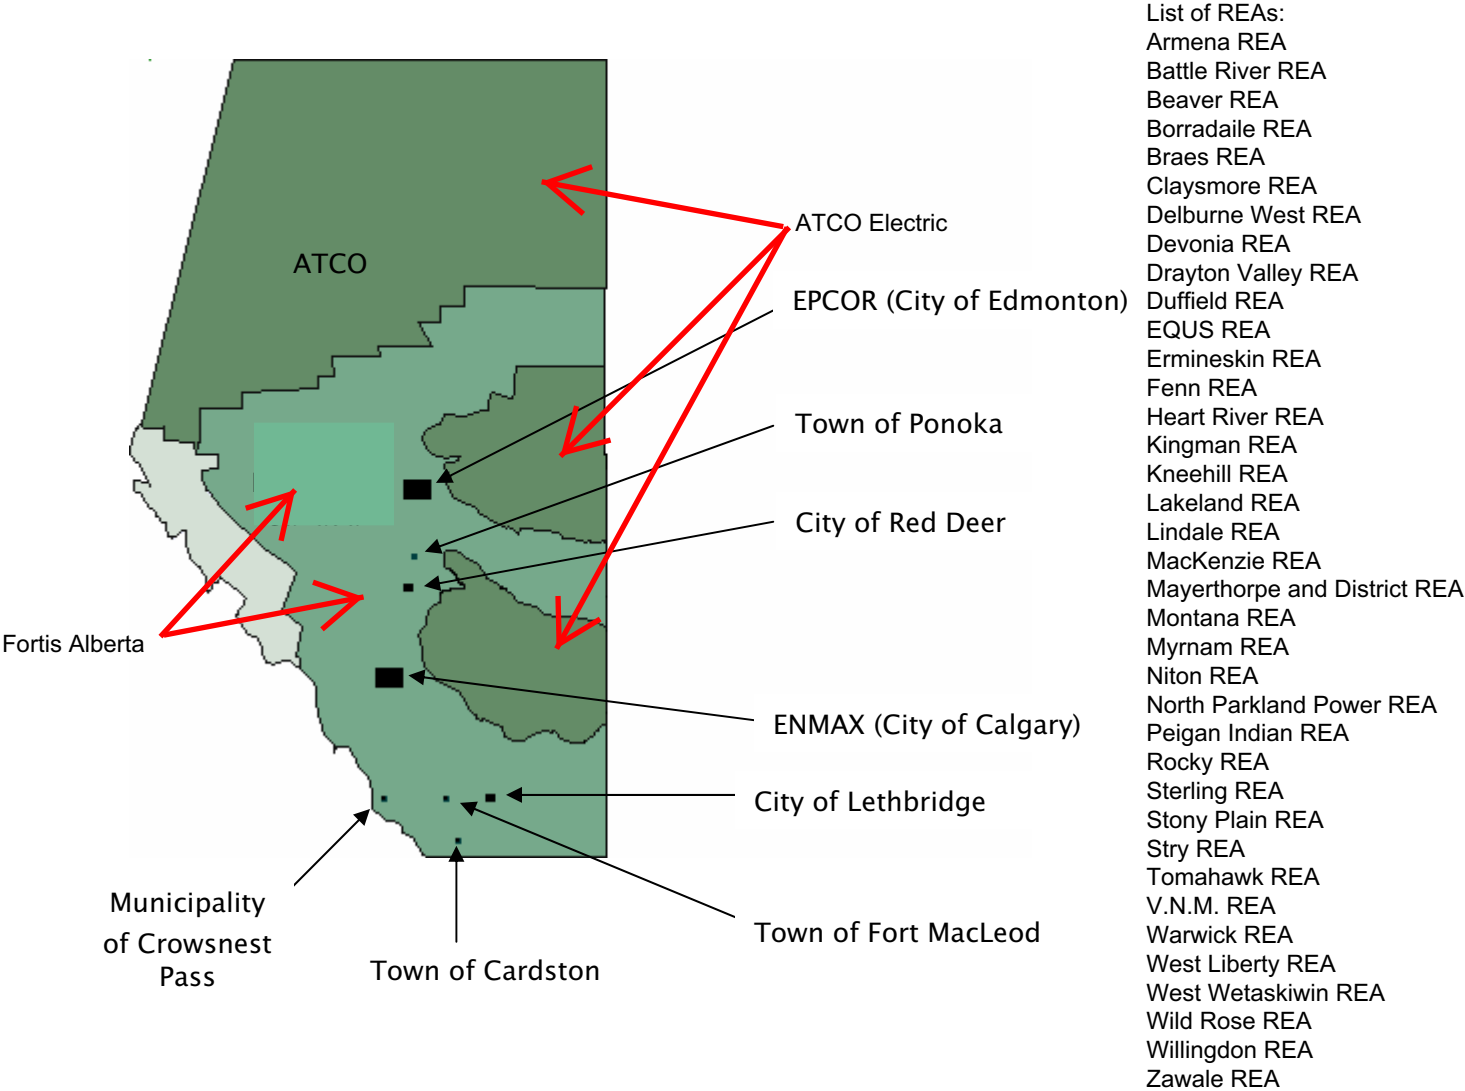 ATCO
ATCO Electric
EPCOR (City of Edmonton)
Town of Ponoka
City of Red Deer
Fortis Alberta
ENMAX (City of Calgary)
City of Lethbridge
Municipality
of Crowsnest
Pass
Town of Cardston
Town of Fort MacLeod
List of REAs:
Armena REA
Battle River REA
Beaver REA
Borradaile REA
Braes REA
Claysmore REA
Delburne West REA
Devonia REA
Drayton Valley REA
Duffield REA
EQUS REA
Ermineskin REA
Fenn REA
Heart River REA
Kingman REA
Kneehill REA
Lakeland REA
Lindale REA
MacKenzie REA
Mayerthorpe and District REA
Montana REA
Myrnam REA
Niton REA
North Parkland Power REA
Peigan Indian REA
Rocky REA
Sterling REA
Stony Plain REA
Stry REA
Tomahawk REA
V.N.M. REA
Warwick REA
West Liberty REA
West Wetaskiwin REA
Wild Rose REA
Willingdon REA
Zawale REA